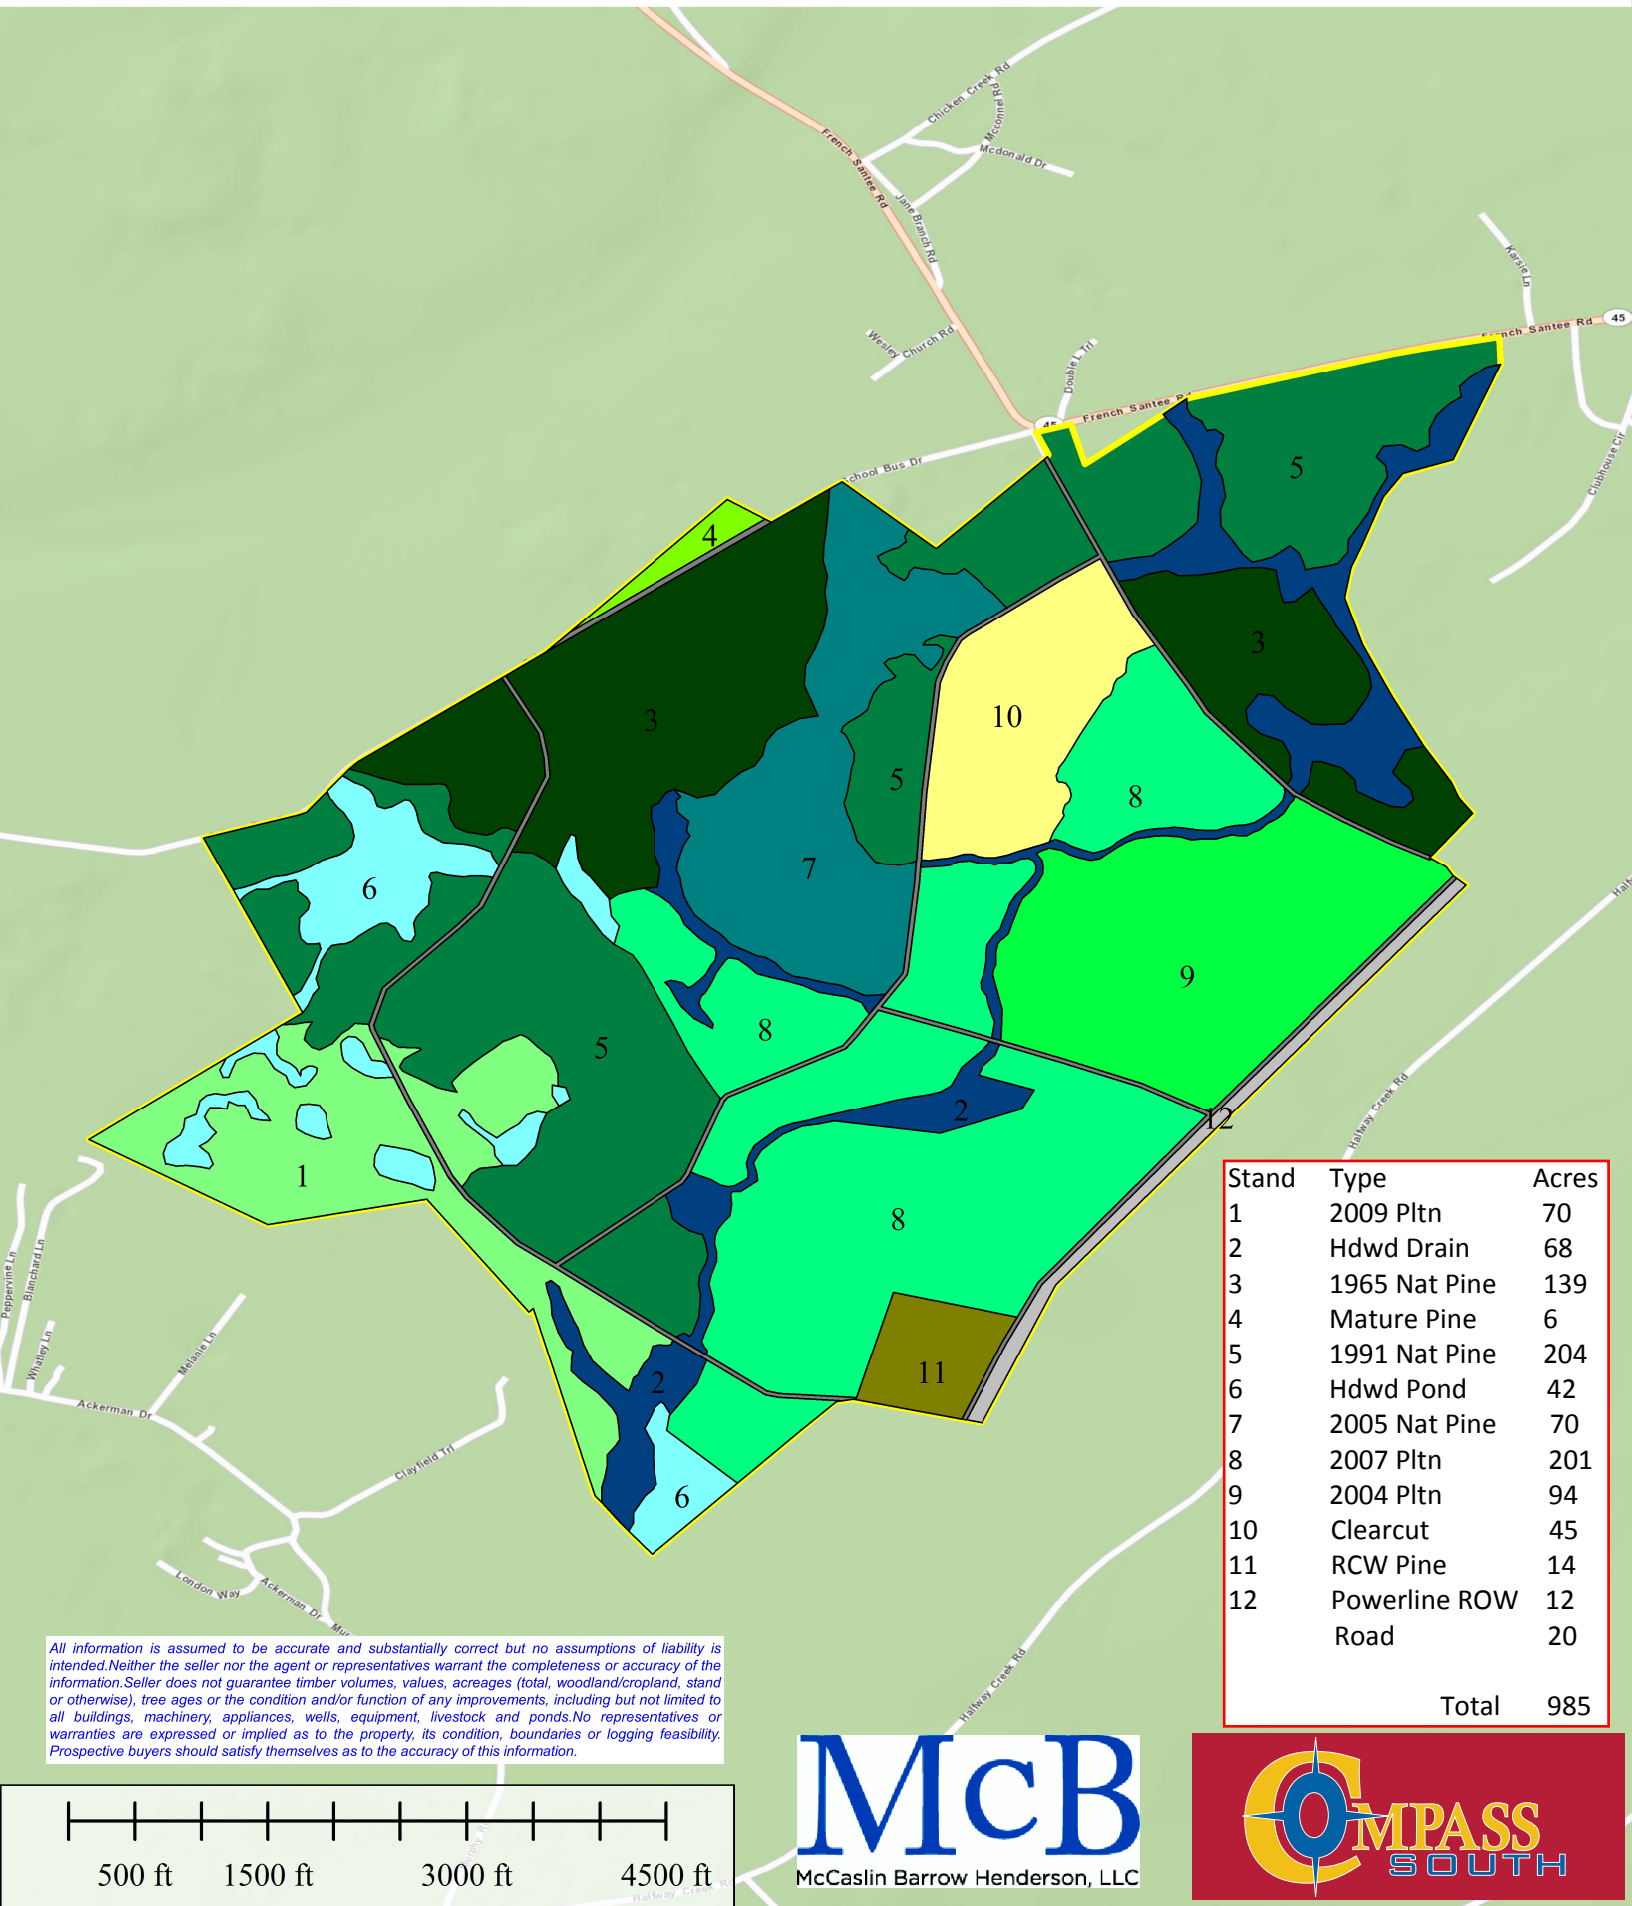 Chicken Creek Rd
Mcconnel Rd
Mcdonald Dr
French Santee Rd
Jane Branch Rd
Karsie Ln
Wesley Church Rd
Double L Trl
French Santee Rd
45
45
French Santee
Clubhouse Cir
School Bus Dr
5
4
3
3
10
5
8
7
6
9
8
5
2
12
1
8
11
2
6
Halfway Creek Rd
Peppervine Ln
Blanchard Ln
Whatley Ln
Melanie Ln
Ackerman Dr
Clayfield Trl
London Way
Ackerman Dr
Halfway Creek Rd
Halfway Creek Rd
Stand Type Acres
1 2009 Pltn 70
2 Hdwd Drain 68
3 1965 Nat Pine 139
4 Mature Pine 6
5 1991 Nat Pine 204
6 Hdwd Pond 42
7 2005 Nat Pine 70
8 2007 Pltn 201
9 2004 Pltn 94
10 Clearcut 45
11 RCW Pine 14
12 Powerline ROW 12
Road 20
Total 985
All information is assumed to be accurate and substantially correct but no assumptions of liability is
intended.Neither the seller nor the agent or representatives warrant the completeness or accuracy of the
information.Seller does not guarantee timber volumes, values, acreages (total, woodland/cropland, stand
or otherwise), tree ages or the condition and/or function of any improvements, including but not limited to
all buildings, machinery, appliances, wells, equipment, livestock and ponds.No representatives or
warranties are expressed or implied as to the property, its condition, boundaries or logging feasibility.
Prospective buyers should satisfy themselves as to the accuracy of this information.
500 ft 1500 ft 3000 ft 4500 ft
McB
McCaslin Barrow Henderson, LLC
COMPASS
SOUTH